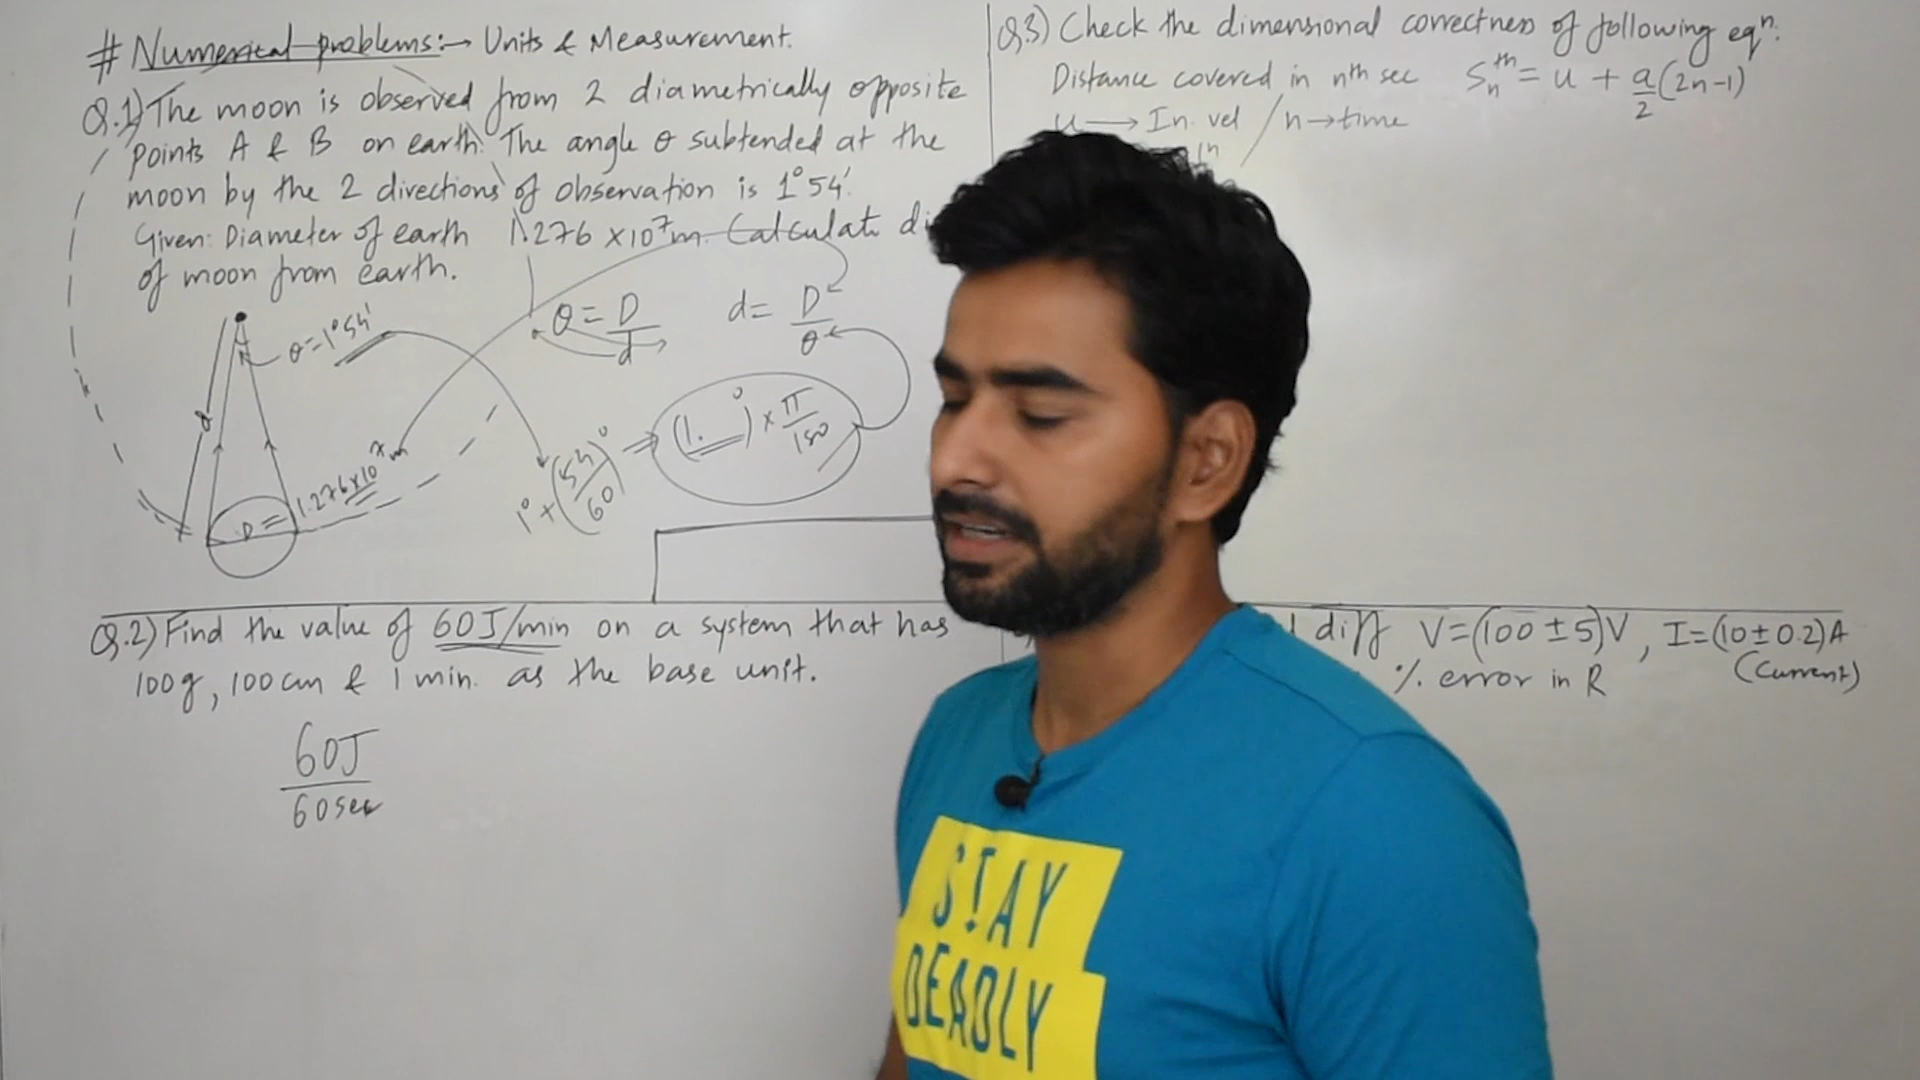 # Numerical problems:→ Units & Measurement.
Q.1) The moon is observed from 2 diametrically opposite
points A & B on earth. The angle θ subtended at the
moon by the 2 directions of observation is 1°54'.
Given: Diameter of earth 1.276 ×10⁷m. Calculate di
of moon from earth.
θ=1°54'
θ = D/d
d = D/θ
d
D = 1.276×10⁷m
1° + (54/60)° ⇒ (1.__°) × π/180
Q.2) Find the value of 60J/min on a system that has
100g, 100cm & 1 min. as the base unit.
60J
60sec
Q.3) Check the dimensional correctness of following eqⁿ.
Distance covered in nth sec Sₙᵗʰ = u + a/2(2n-1)
u → In. vel / n→time
diff V=(100±5)V, I=(10±0.2)A
% error in R (Current)
STAY
DEADLY